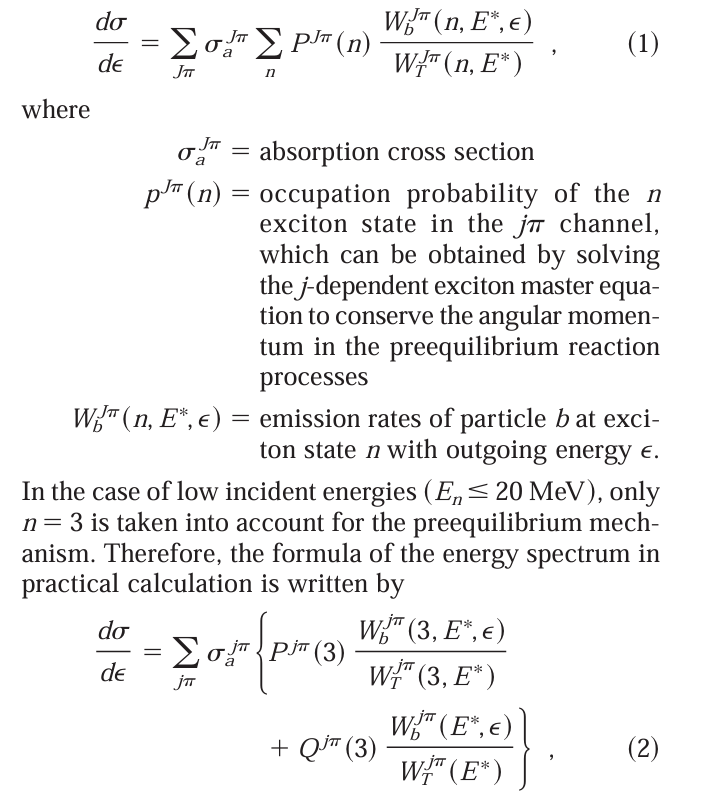 dσ/dϵ = Σ_{Jπ} σ_a^{Jπ} Σ_n P^{Jπ}(n) W_b^{Jπ}(n, E*, ϵ) / W_T^{Jπ}(n, E*) , (1)
where
σ_a^{Jπ} = absorption cross section
p^{Jπ}(n) = occupation probability of the n
exciton state in the jπ channel,
which can be obtained by solving
the j-dependent exciton master equa-
tion to conserve the angular momen-
tum in the preequilibrium reaction
processes
W_b^{Jπ}(n, E*, ϵ) = emission rates of particle b at exci-
ton state n with outgoing energy ϵ.
In the case of low incident energies (E_n ≤ 20 MeV), only
n = 3 is taken into account for the preequilibrium mech-
anism. Therefore, the formula of the energy spectrum in
practical calculation is written by
dσ/dϵ = Σ_{jπ} σ_a^{jπ} { P^{jπ}(3) W_b^{jπ}(3, E*, ϵ) / W_T^{jπ}(3, E*)
+ Q^{jπ}(3) W_b^{jπ}(E*, ϵ) / W_T^{jπ}(E*) } , (2)